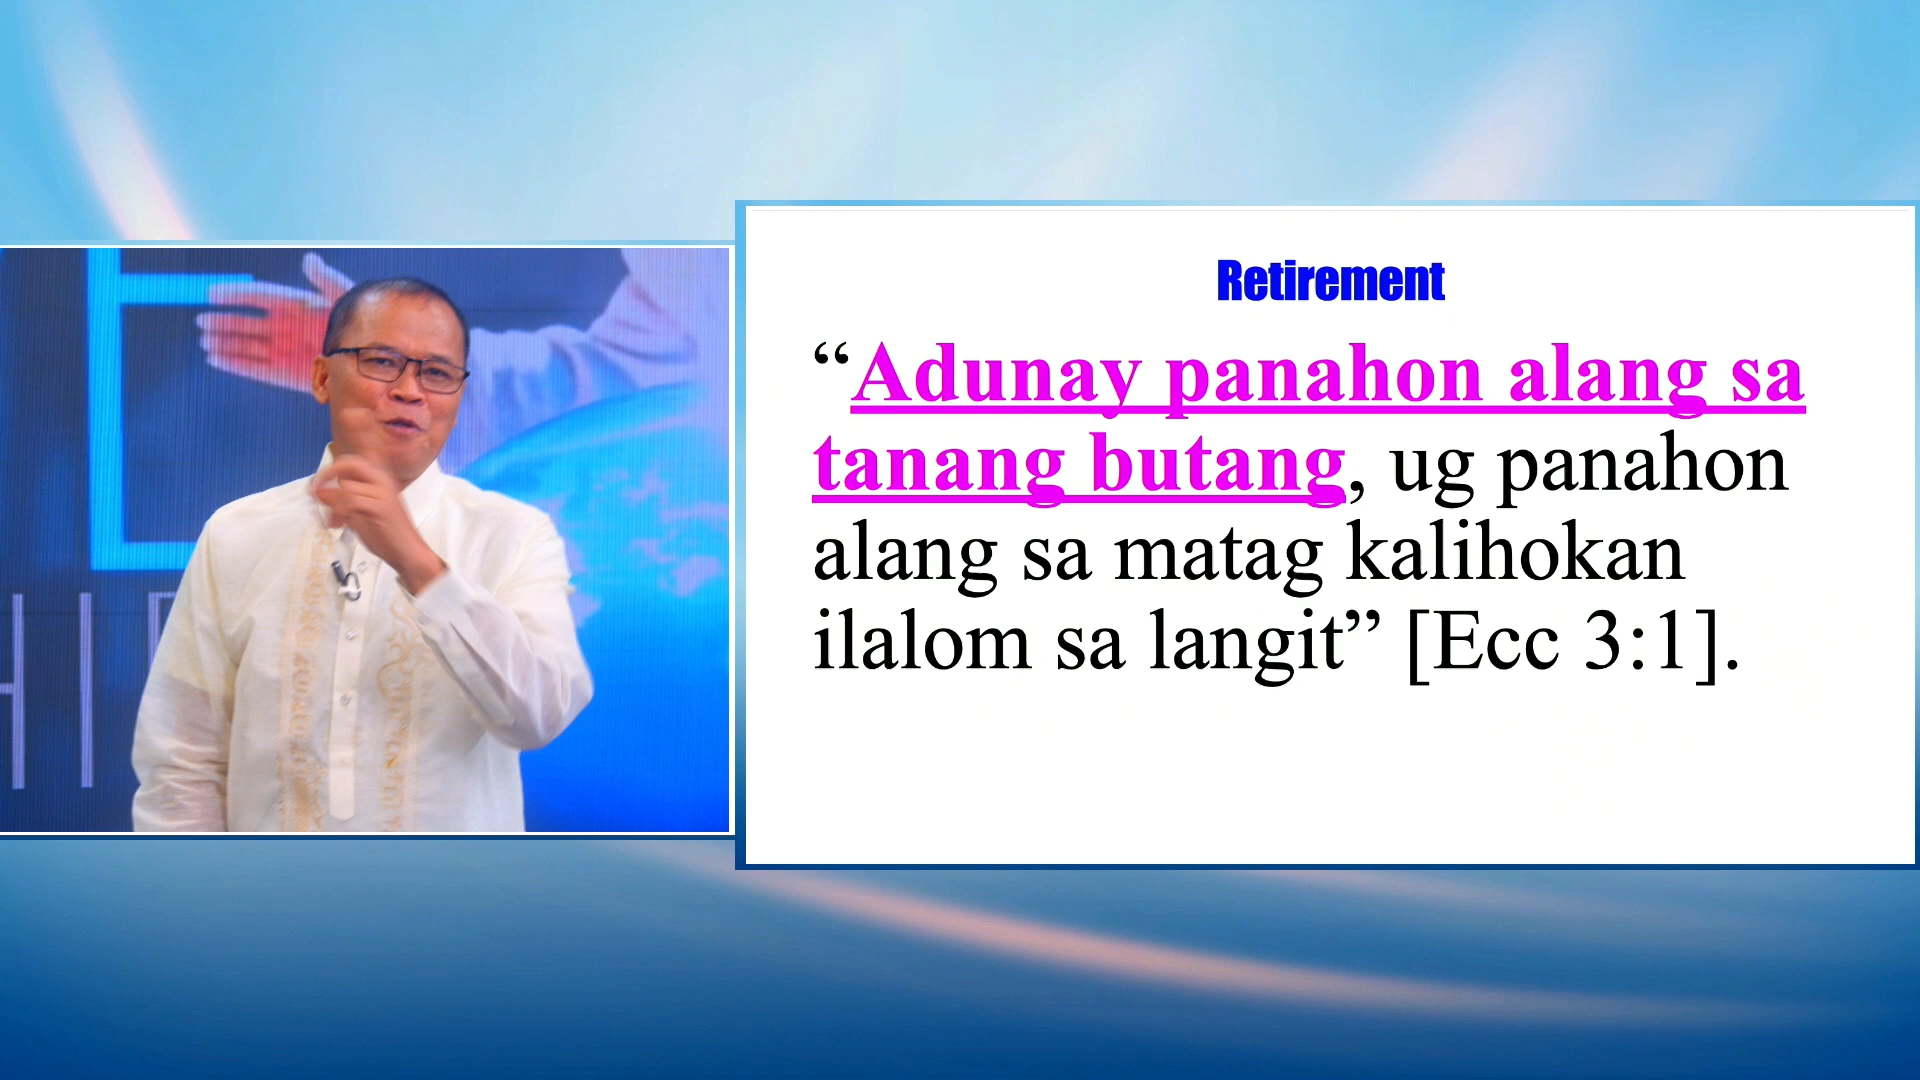 Retirement
“Adunay panahon alang sa
tanang butang, ug panahon
alang sa matag kalihokan
ilalom sa langit” [Ecc 3:1].